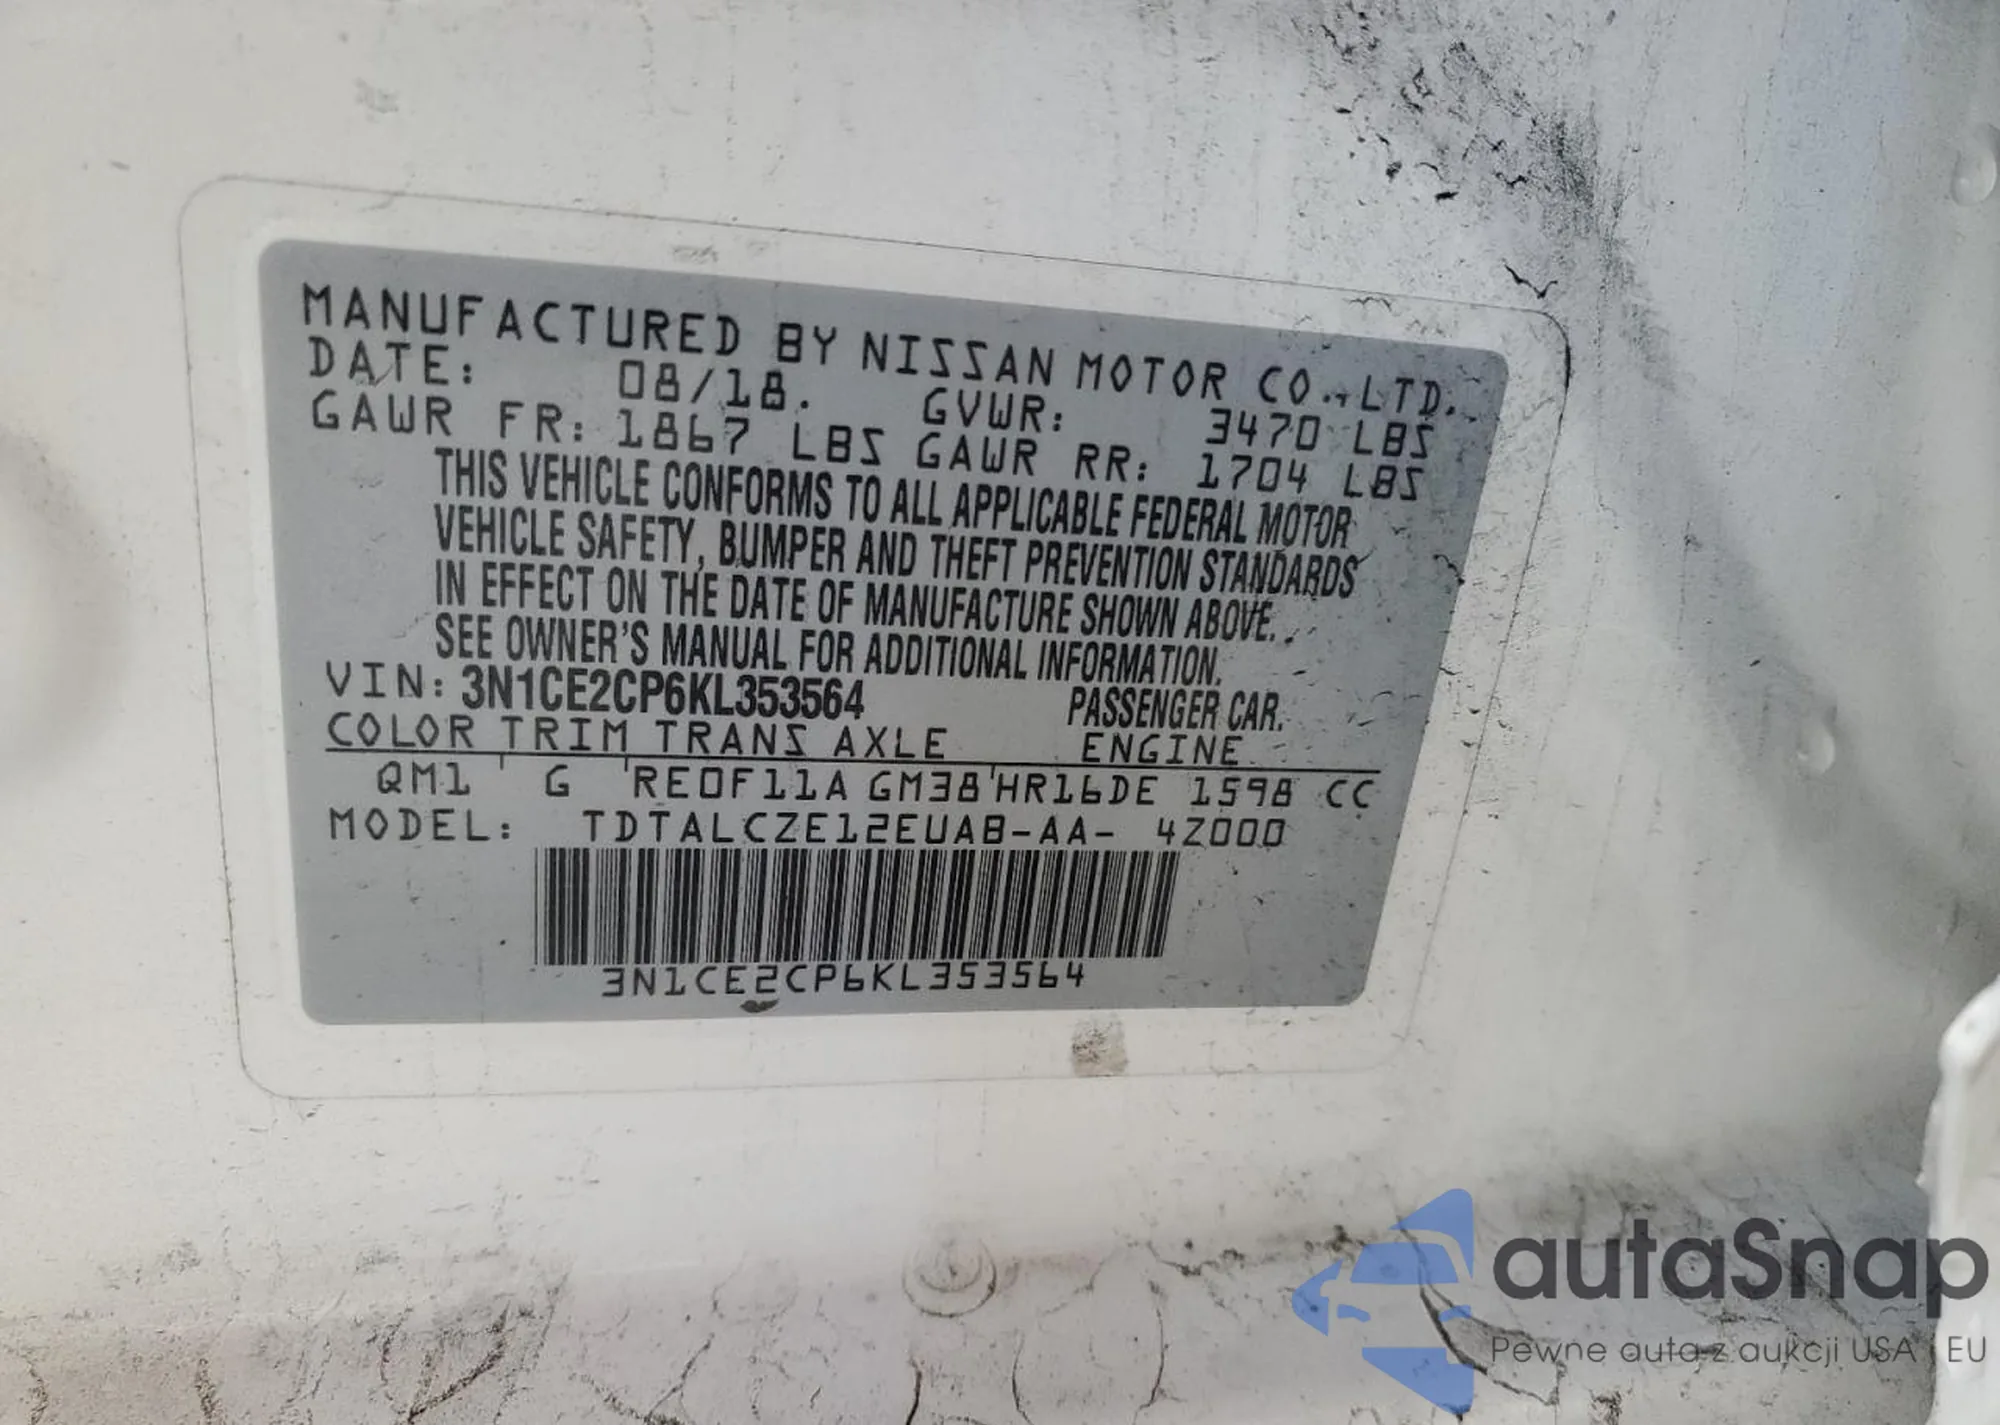 MANUFACTURED BY NISSAN MOTOR CO., LTD.
DATE: 08/18. GVWR: 3470 LBS
GAWR FR: 1867 LBS GAWR RR: 1704 LBS
THIS VEHICLE CONFORMS TO ALL APPLICABLE FEDERAL MOTOR
VEHICLE SAFETY, BUMPER AND THEFT PREVENTION STANDARDS
IN EFFECT ON THE DATE OF MANUFACTURE SHOWN ABOVE.
SEE OWNER'S MANUAL FOR ADDITIONAL INFORMATION.
VIN: 3N1CE2CP6KL353564 PASSENGER CAR.
COLOR TRIM TRANS AXLE ENGINE
QM1 G RE0F11A GM38 HR16DE 1598 CC
MODEL: TDTALCZE12EUAB-AA- 4Z000
3N1CE2CP6KL353564
autaSnap
Pewne auta z aukcji USA i EU